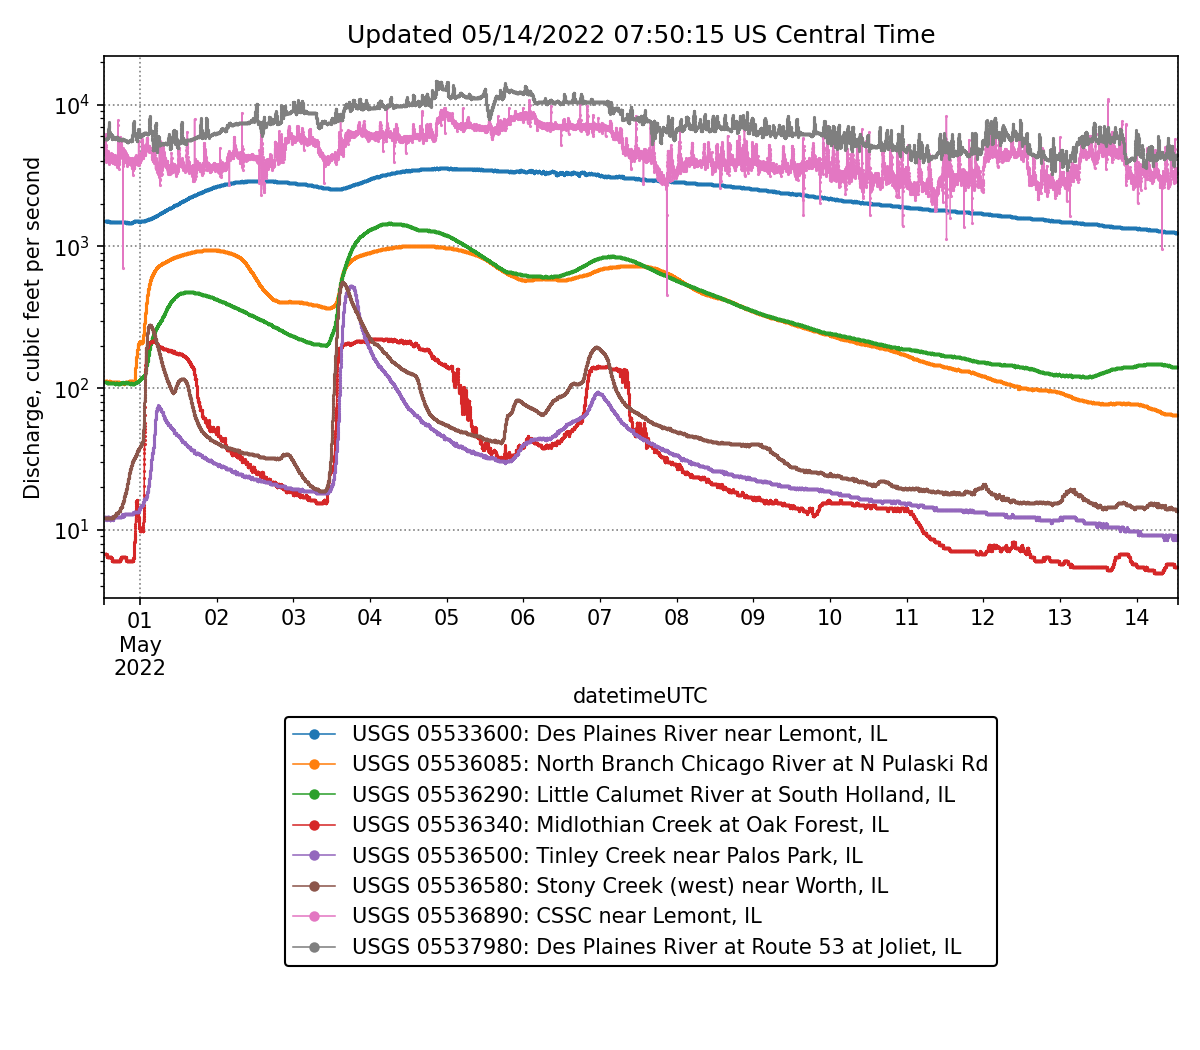 Updated 05/14/2022 07:50:15 US Central Time
Discharge, cubic feet per second
10^4
10^3
10^2
10^1
01 02 03 04 05 06 07 08 09 10 11 12 13 14
May
2022
datetimeUTC
USGS 05533600: Des Plaines River near Lemont, IL
USGS 05536085: North Branch Chicago River at N Pulaski Rd
USGS 05536290: Little Calumet River at South Holland, IL
USGS 05536340: Midlothian Creek at Oak Forest, IL
USGS 05536500: Tinley Creek near Palos Park, IL
USGS 05536580: Stony Creek (west) near Worth, IL
USGS 05536890: CSSC near Lemont, IL
USGS 05537980: Des Plaines River at Route 53 at Joliet, IL